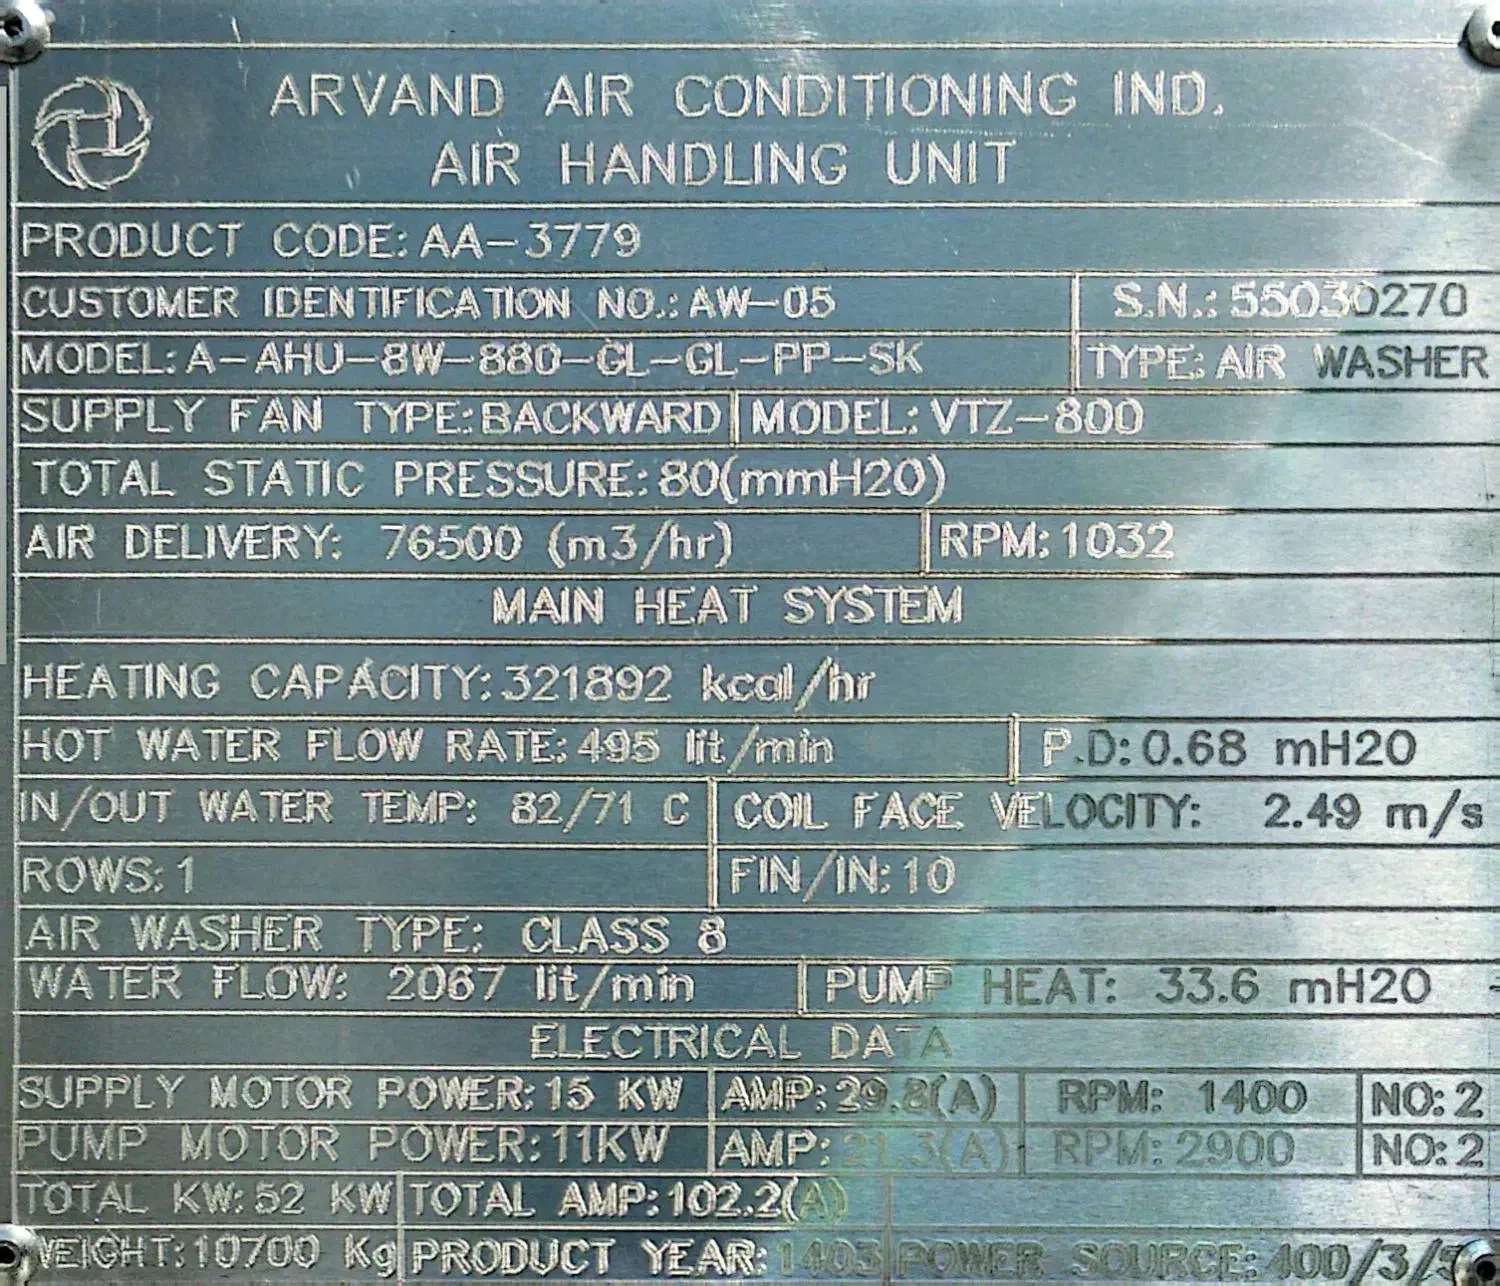 ARVAND AIR CONDITIONING IND.
AIR HANDLING UNIT
PRODUCT CODE: AA-3779
CUSTOMER IDENTIFICATION NO.: AW-05 S.N.: 55030270
MODEL: A-AHU-8W-880-GL-GL-PP-SK TYPE: AIR WASHER
SUPPLY FAN TYPE: BACKWARD MODEL: VTZ-800
TOTAL STATIC PRESSURE: 80(mmH2O)
AIR DELIVERY: 76500 (m3/hr) RPM: 1032
MAIN HEAT SYSTEM
HEATING CAPACITY: 321892 kcal/hr
HOT WATER FLOW RATE: 495 lit/min P.D: 0.68 mH2O
IN/OUT WATER TEMP: 82/71 C COIL FACE VELOCITY: 2.49 m/s
ROWS: 1 FIN/IN: 10
AIR WASHER TYPE: CLASS 8
WATER FLOW: 2067 lit/min PUMP HEAT: 33.6 mH2O
ELECTRICAL DATA
SUPPLY MOTOR POWER: 15 KW AMP: 29.8(A) RPM: 1400 NO: 2
PUMP MOTOR POWER: 11KW AMP: 21.3(A) RPM: 2900 NO: 2
TOTAL KW: 52 KW TOTAL AMP: 102.2(A)
WEIGHT: 10700 Kg PRODUCT YEAR: 1403 POWER SOURCE: 400/3/